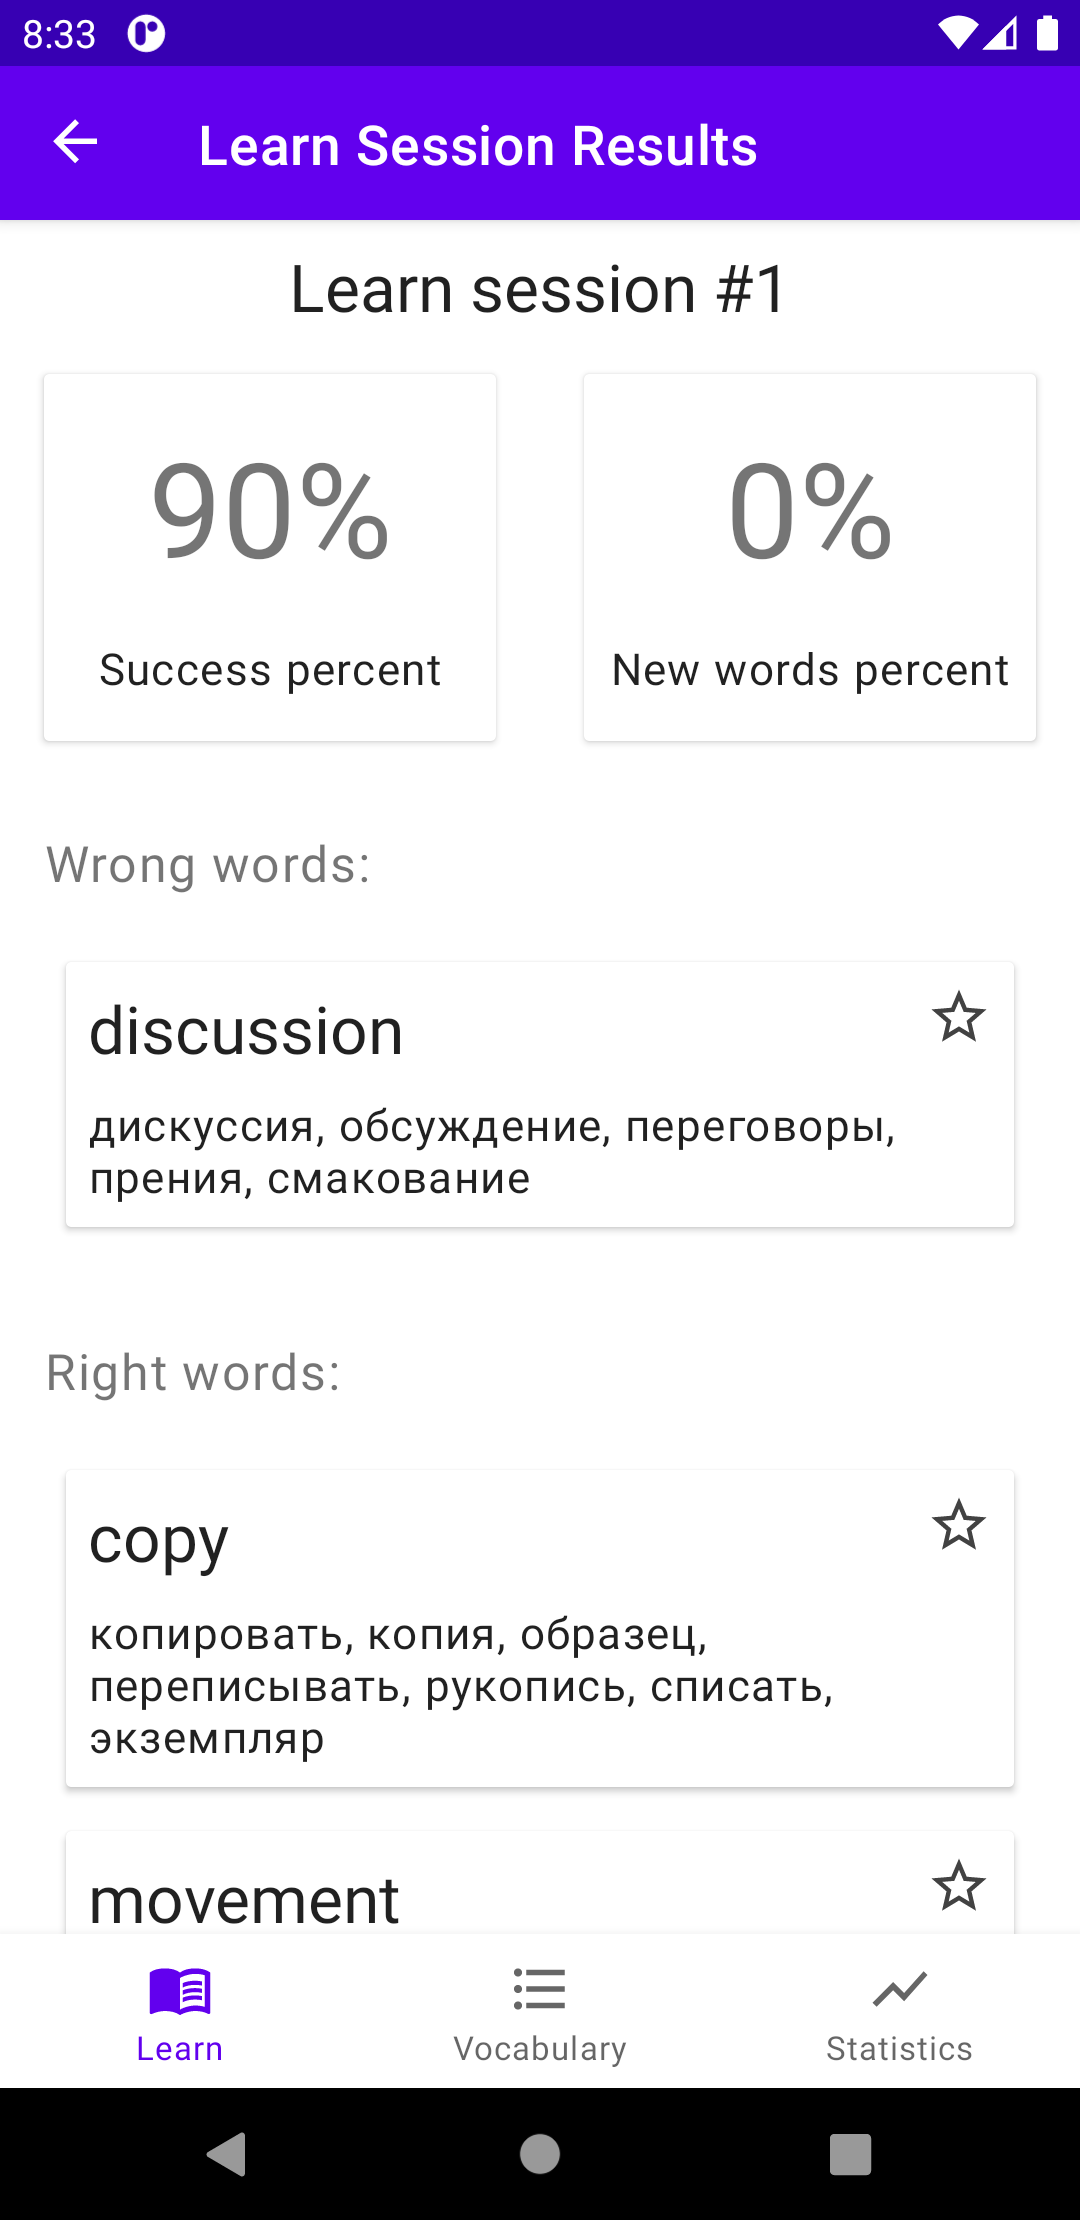 8:33
Learn Session Results
Learn session #1
90%
0%
Success percent
New words percent
Wrong words:
discussion
дискуссия, обсуждение, переговоры,
прения, смакование
Right words:
copy
копировать, копия, образец,
переписывать, рукопись, списать,
экземпляр
movement
Learn
Vocabulary
Statistics